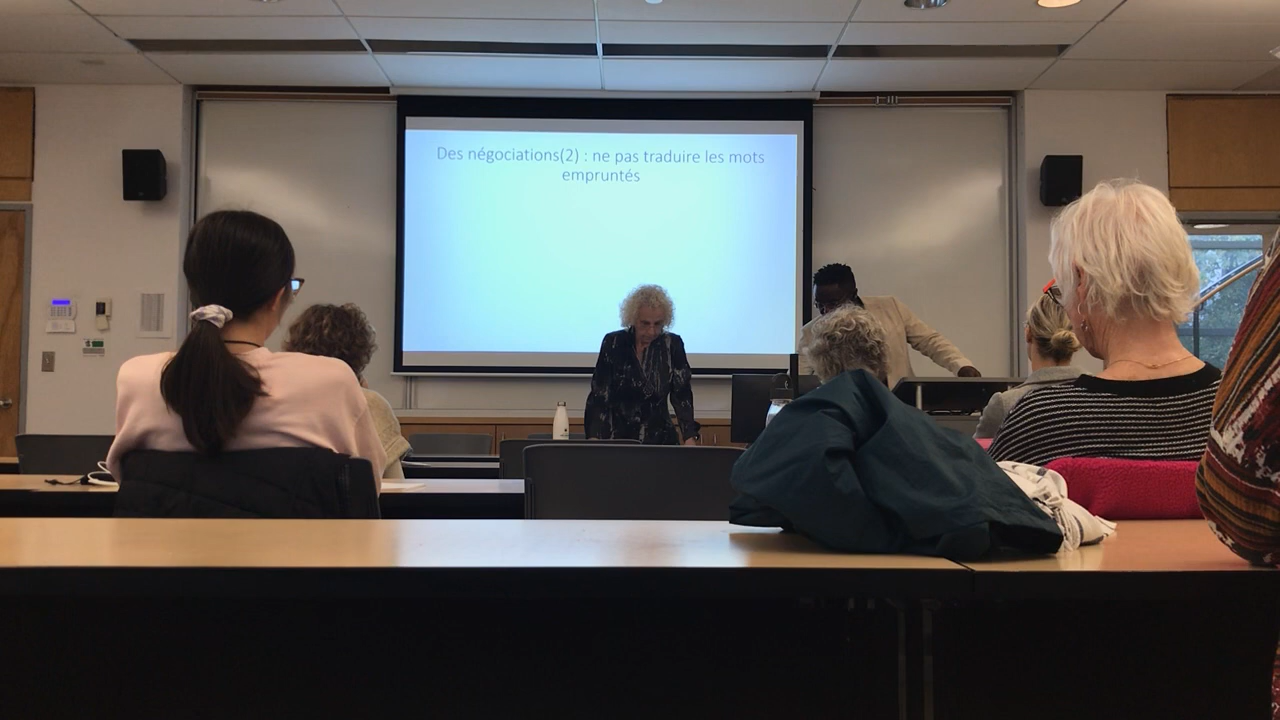 Des négociations(2) : ne pas traduire les mots
empruntés